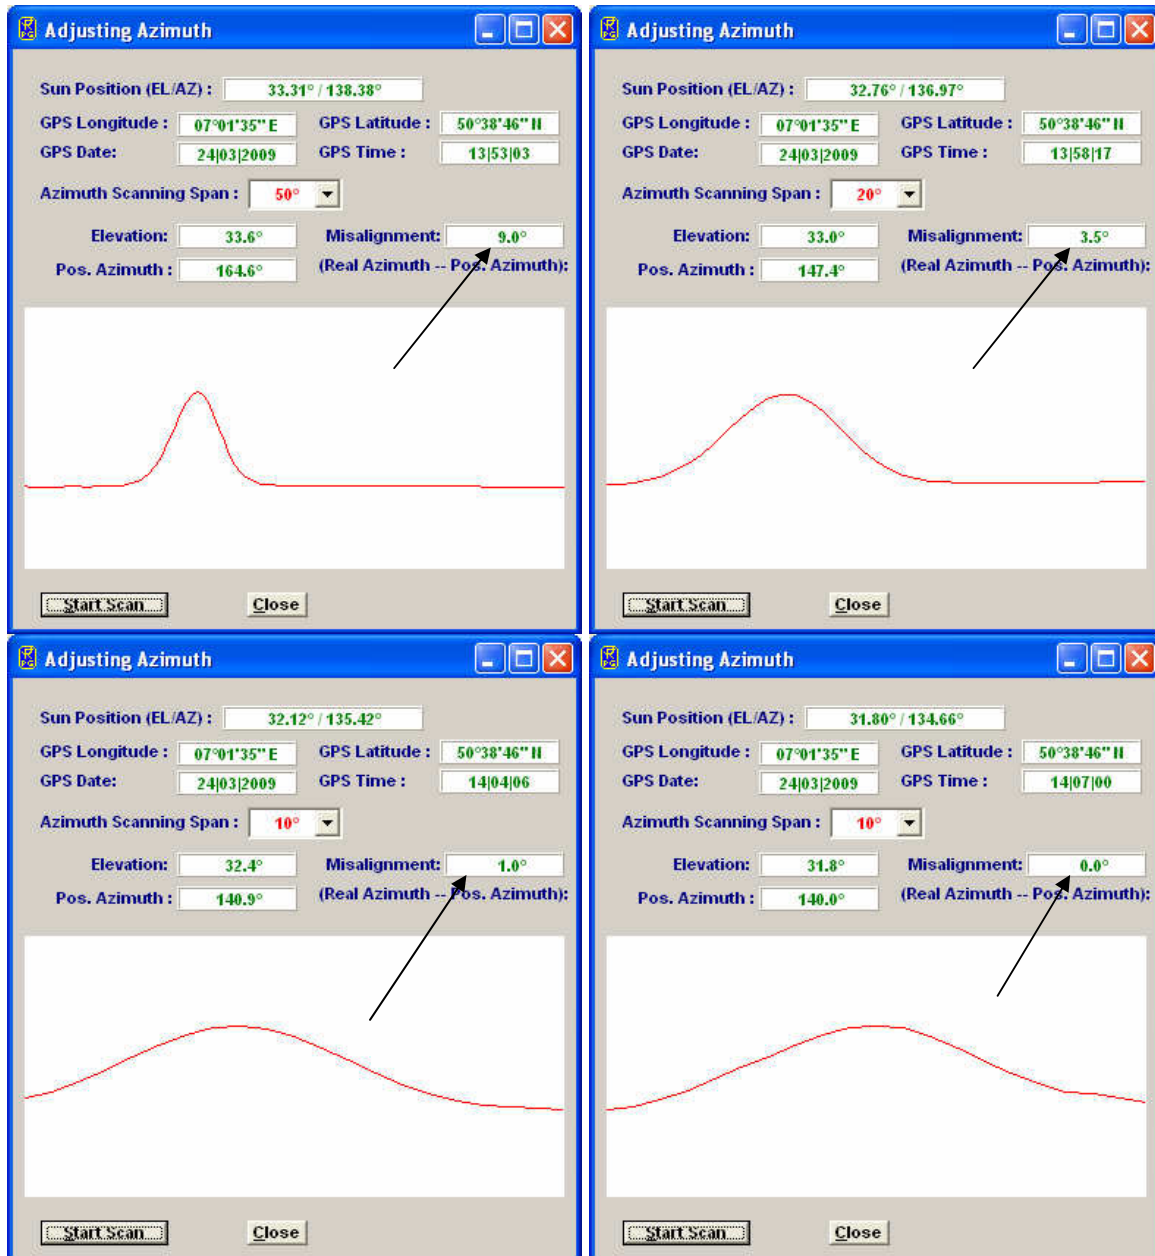 Adjusting Azimuth
Sun Position (EL/AZ) : 33.31° / 138.38°
GPS Longitude : 07°01'35" E GPS Latitude : 50°38'46" N
GPS Date: 24|03|2009 GPS Time : 13|53|03
Azimuth Scanning Span : 50°
Elevation: 33.6° Misalignment: 9.0°
Pos. Azimuth : 164.6° (Real Azimuth -- Pos. Azimuth):
Start Scan Close
Adjusting Azimuth
Sun Position (EL/AZ) : 32.76° / 136.97°
GPS Longitude : 07°01'35" E GPS Latitude : 50°38'46" N
GPS Date: 24|03|2009 GPS Time : 13|58|17
Azimuth Scanning Span : 20°
Elevation: 33.0° Misalignment: 3.5°
Pos. Azimuth : 147.4° (Real Azimuth -- Pos. Azimuth):
Start Scan Close
Adjusting Azimuth
Sun Position (EL/AZ) : 32.12° / 135.42°
GPS Longitude : 07°01'35" E GPS Latitude : 50°38'46" N
GPS Date: 24|03|2009 GPS Time : 14|04|06
Azimuth Scanning Span : 10°
Elevation: 32.4° Misalignment: 1.0°
Pos. Azimuth : 140.9° (Real Azimuth -- Pos. Azimuth):
Start Scan Close
Adjusting Azimuth
Sun Position (EL/AZ) : 31.80° / 134.66°
GPS Longitude : 07°01'35" E GPS Latitude : 50°38'46" N
GPS Date: 24|03|2009 GPS Time : 14|07|00
Azimuth Scanning Span : 10°
Elevation: 31.8° Misalignment: 0.0°
Pos. Azimuth : 140.0° (Real Azimuth -- Pos. Azimuth):
Start Scan Close